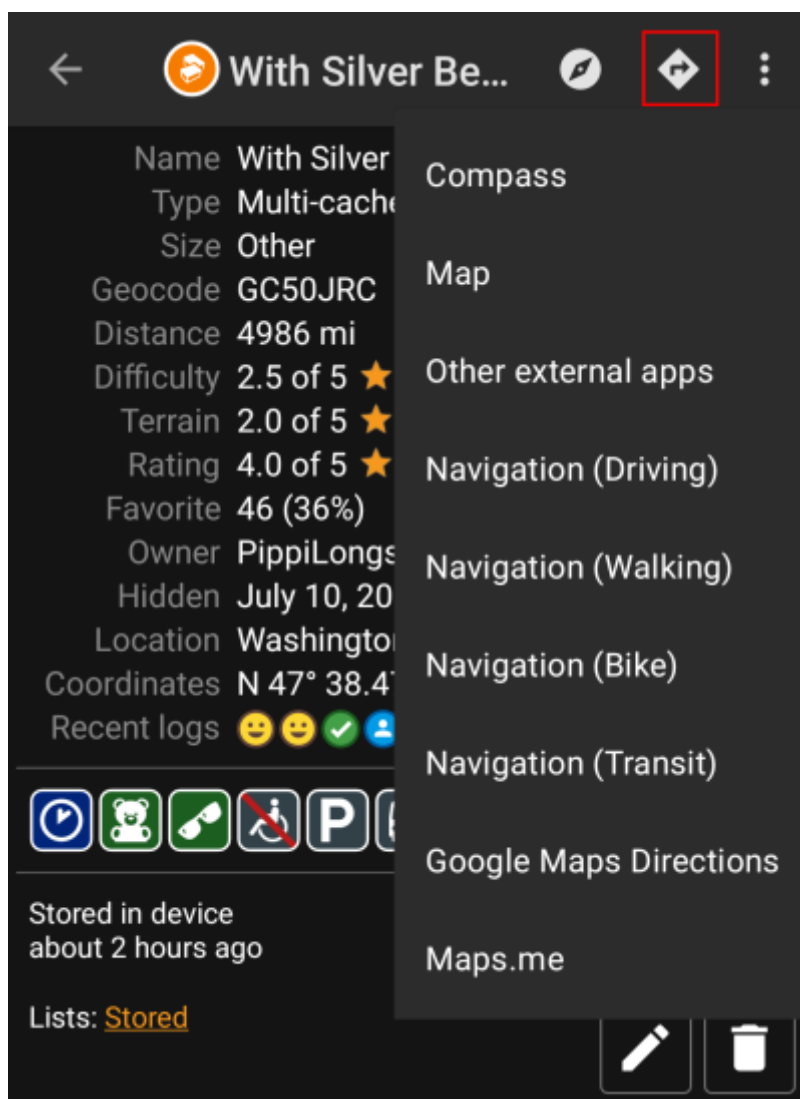 With Silver Be...
Name With Silver
Type Multi-cache
Size Other
Geocode GC50JRC
Distance 4986 mi
Difficulty 2.5 of 5
Terrain 2.0 of 5
Rating 4.0 of 5
Favorite 46 (36%)
Owner PippiLongs
Hidden July 10, 20
Location Washington
Coordinates N 47° 38.47
Recent logs
P
Stored in device
about 2 hours ago
Lists: Stored
Compass
Map
Other external apps
Navigation (Driving)
Navigation (Walking)
Navigation (Bike)
Navigation (Transit)
Google Maps Directions
Maps.me